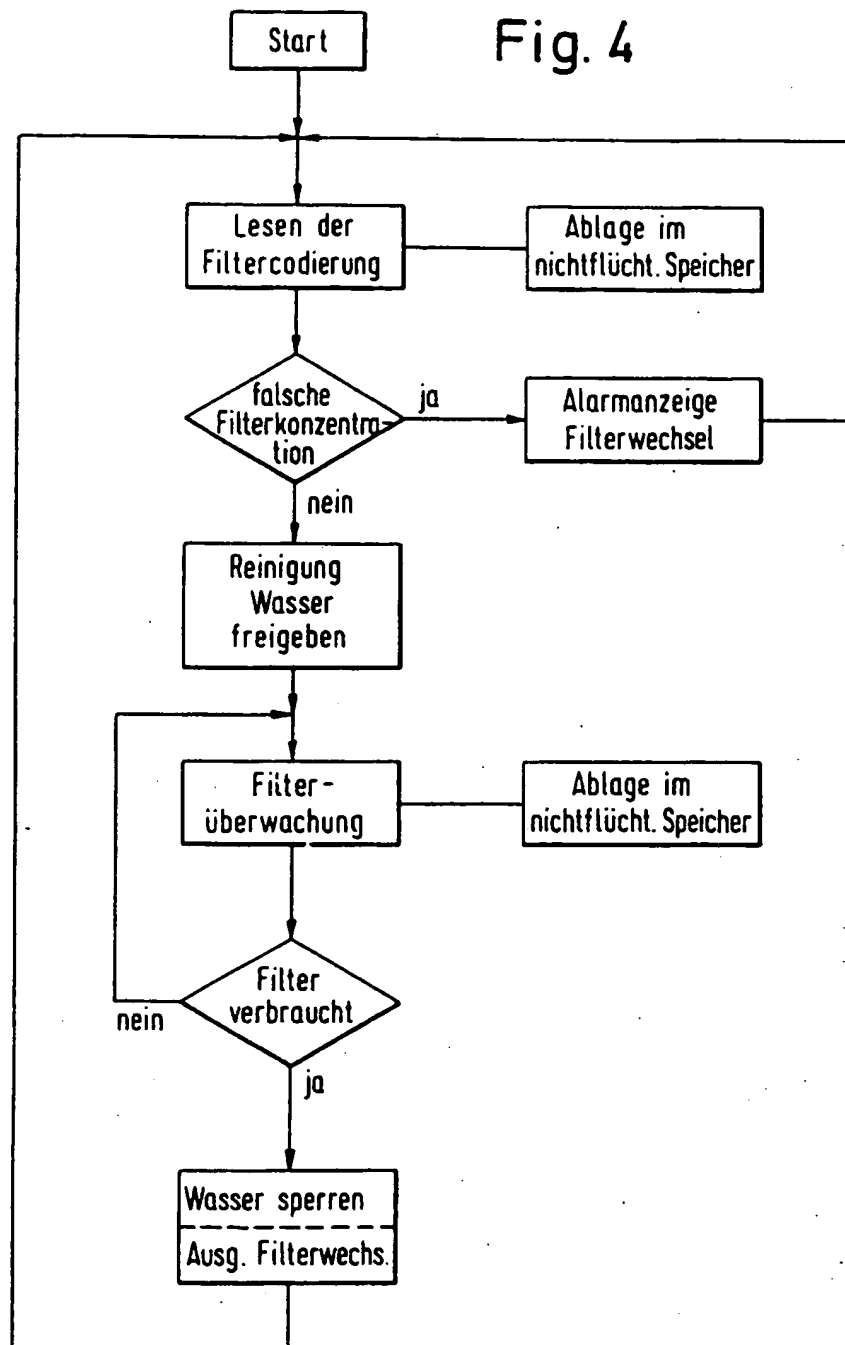 Start
Fig. 4
Lesen der
Filtercodierung
Ablage im
nichtflücht. Speicher
falsche
Filterkonzentra-
tion
ja
Alarmanzeige
Filterwechsel
nein
Reinigung
Wasser
freigeben
Filter-
überwachung
Ablage im
nichtflücht. Speicher
Filter
verbraucht
nein
ja
Wasser sperren
Ausg. Filterwechs.